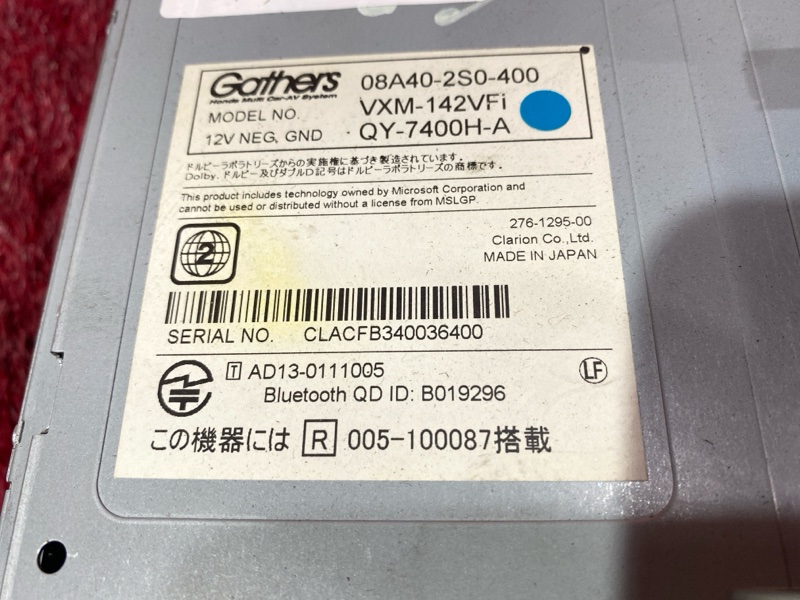 Gathers
Honda Multi Car-AV System
08A40-2S0-400
MODEL NO.
VXM-142VFi
12V NEG, GND
QY-7400H-A
ドルビーラボラトリーズからの実施権に基づき製造されています。
Dolby、ドルビー及びダブルD記号はドルビーラボラトリーズの商標です。
This product includes technology owned by Microsoft Corporation and
cannot be used or distributed without a license from MSLGP.
276-1295-00
Clarion Co.,Ltd.
MADE IN JAPAN
2
SERIAL NO. CLACFB340036400
T AD13-0111005
LF
Bluetooth QD ID: B019296
この機器には R 005-100087搭載